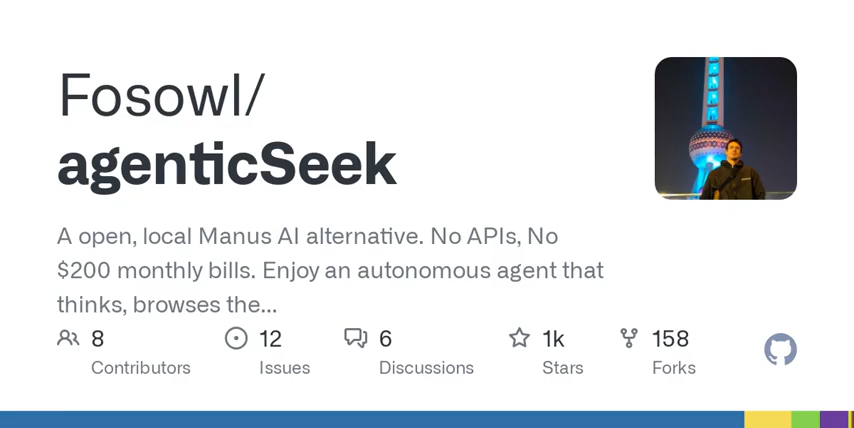 Fosowl/
agenticSeek
A open, local Manus AI alternative. No APIs, No
$200 monthly bills. Enjoy an autonomous agent that
thinks, browses the...
8 12 6 1k 158
Contributors Issues Discussions Stars Forks